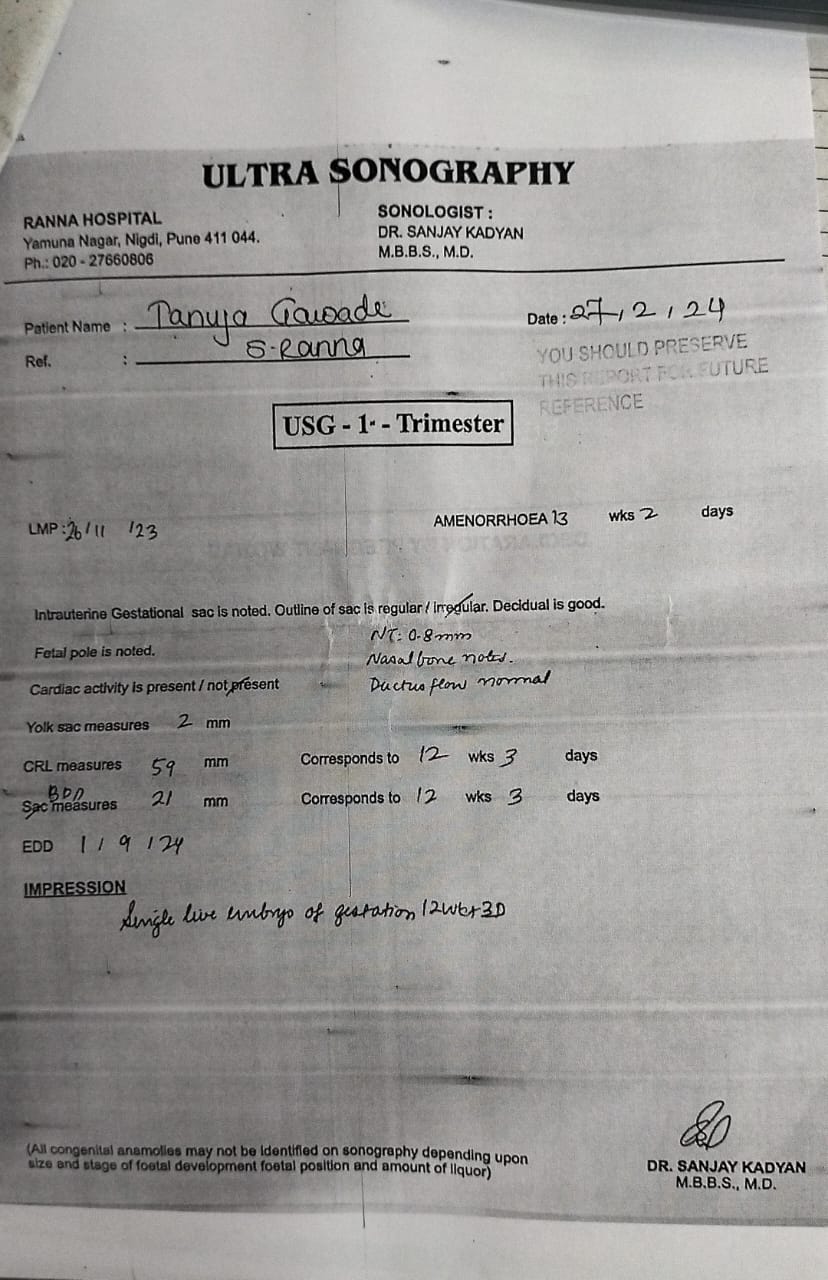 ULTRA SONOGRAPHY
RANNA HOSPITAL
Yamuna Nagar, Nigdi, Pune 411 044.
Ph.: 020 - 27660806
SONOLOGIST :
DR. SANJAY KADYAN
M.B.B.S., M.D.
Patient Name : Tanuja Gawade
Date : 27, 2, 24
Ref. : S-Ranna
YOU SHOULD PRESERVE
THIS REPORT FOR FUTURE
REFERENCE
USG - 1 - Trimester
LMP : 26/11 /23 AMENORRHOEA 13 wks 2 days
Intrauterine Gestational sac is noted. Outline of sac is regular / irregular. Decidual is good.
NT: 0.8mm
Fetal pole is noted. Nasal bone noted.
Cardiac activity is present / not present Ductus flow normal
Yolk sac measures 2 mm
CRL measures 59 mm Corresponds to 12 wks 3 days
BPD
Sac measures 21 mm Corresponds to 12 wks 3 days
EDD 1 / 9 / 24
IMPRESSION
Single live embryo of gestation 12wk+3D
(All congenital anamolies may not be identified on sonography depending upon
size and stage of foetal development foetal position and amount of liquor)
DR. SANJAY KADYAN
M.B.B.S., M.D.